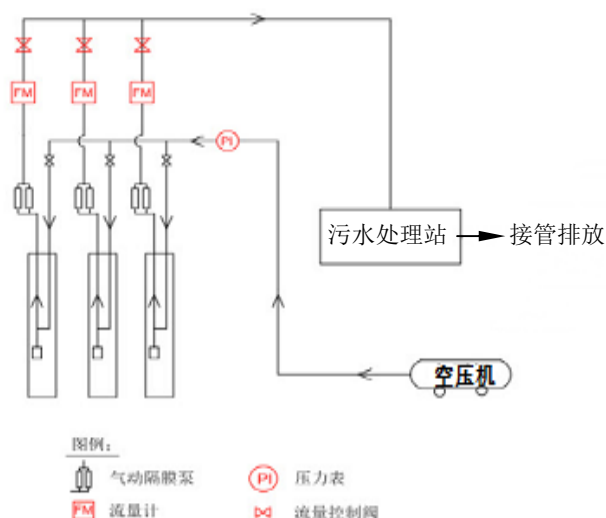 FM FM FM
PI
污水处理站 接管排放
空压机
图例：
气动隔膜泵 PI 压力表
FM 流量计 流量控制阀